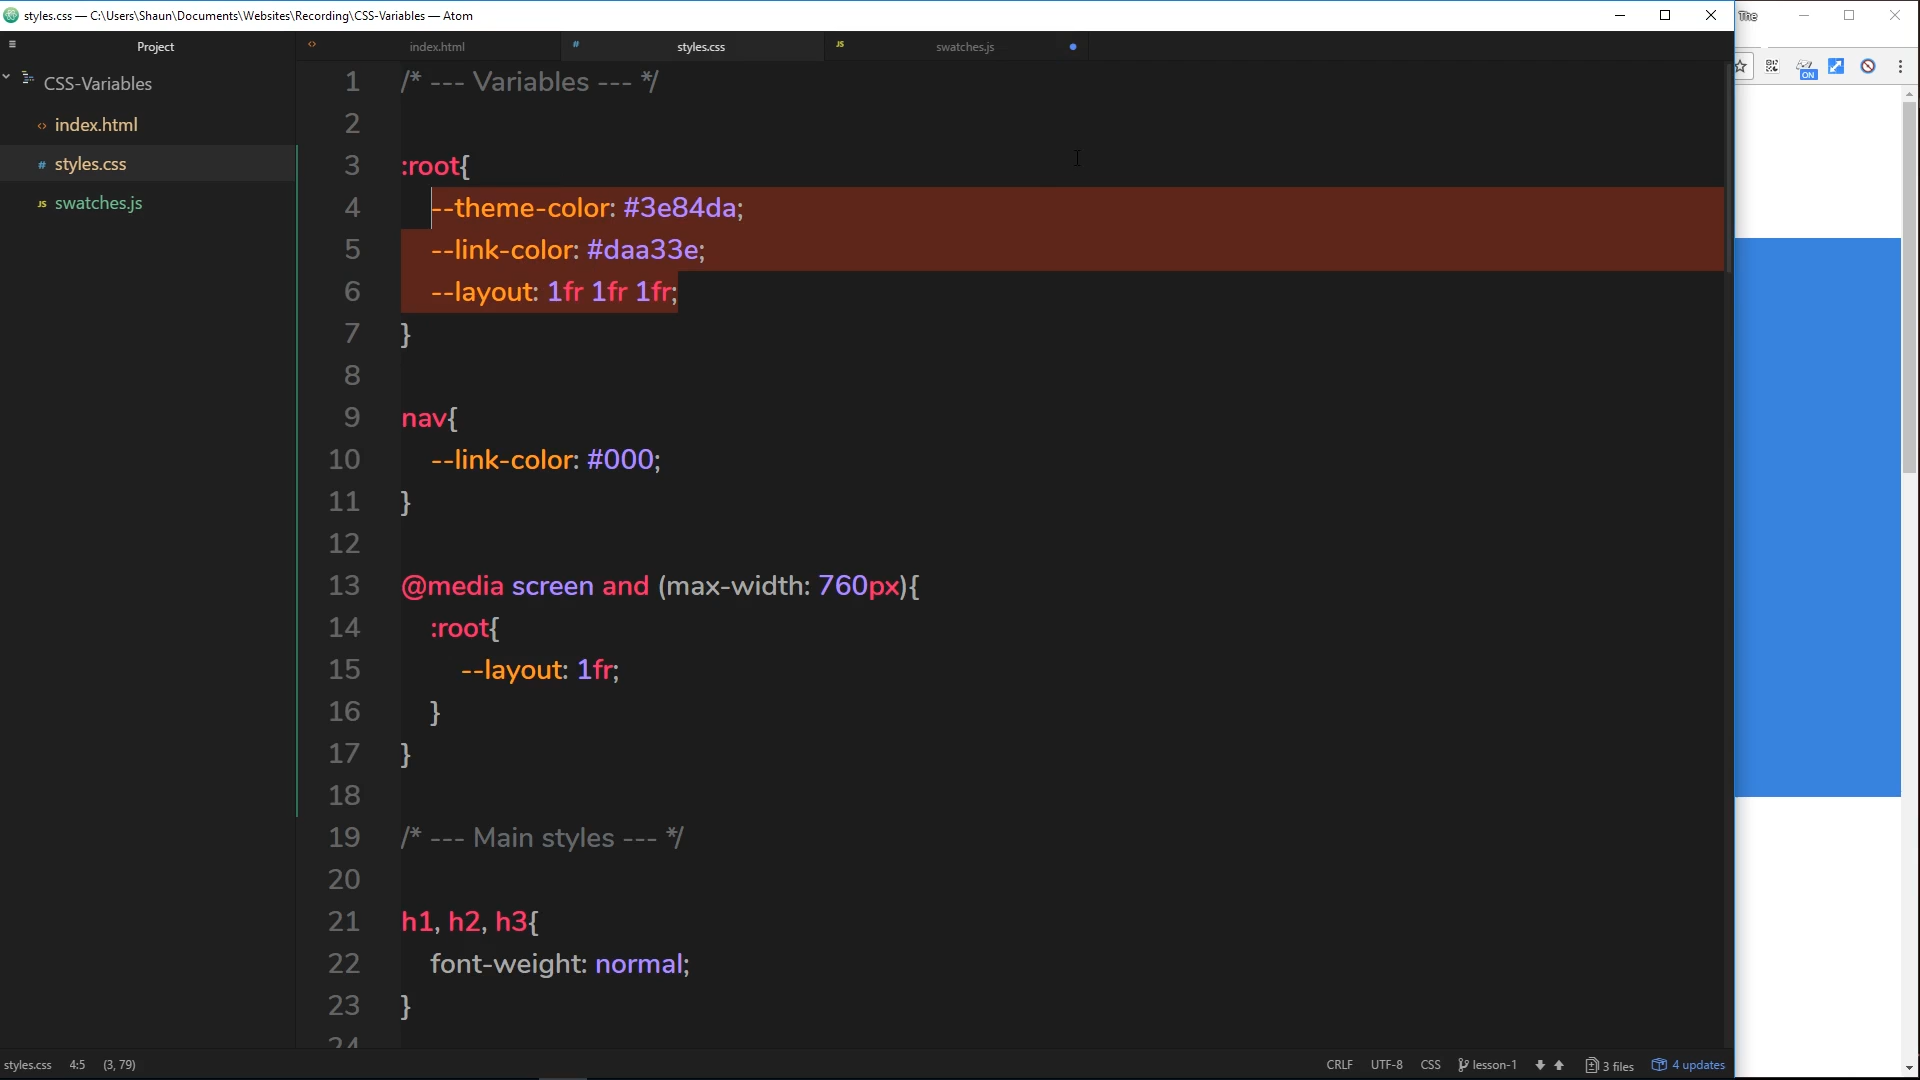 styles.css — C:\Users\Shaun\Documents\Websites\Recording\CSS-Variables — Atom
The
Project
index.html
styles.css
JS swatches.js
ON
CSS-Variables
index.html
styles.css
JS swatches.js
1 /* --- Variables --- */
2
3 :root{
4 --theme-color: #3e84da;
5 --link-color: #daa33e;
6 --layout: 1fr 1fr 1fr;
7 }
8
9 nav{
10 --link-color: #000;
11 }
12
13 @media screen and (max-width: 760px){
14 :root{
15 --layout: 1fr;
16 }
17 }
18
19 /* --- Main styles --- */
20
21 h1, h2, h3{
22 font-weight: normal;
23 }
24
styles.css 4:5 (3, 79) CRLF UTF-8 CSS lesson-1 3 files 4 updates